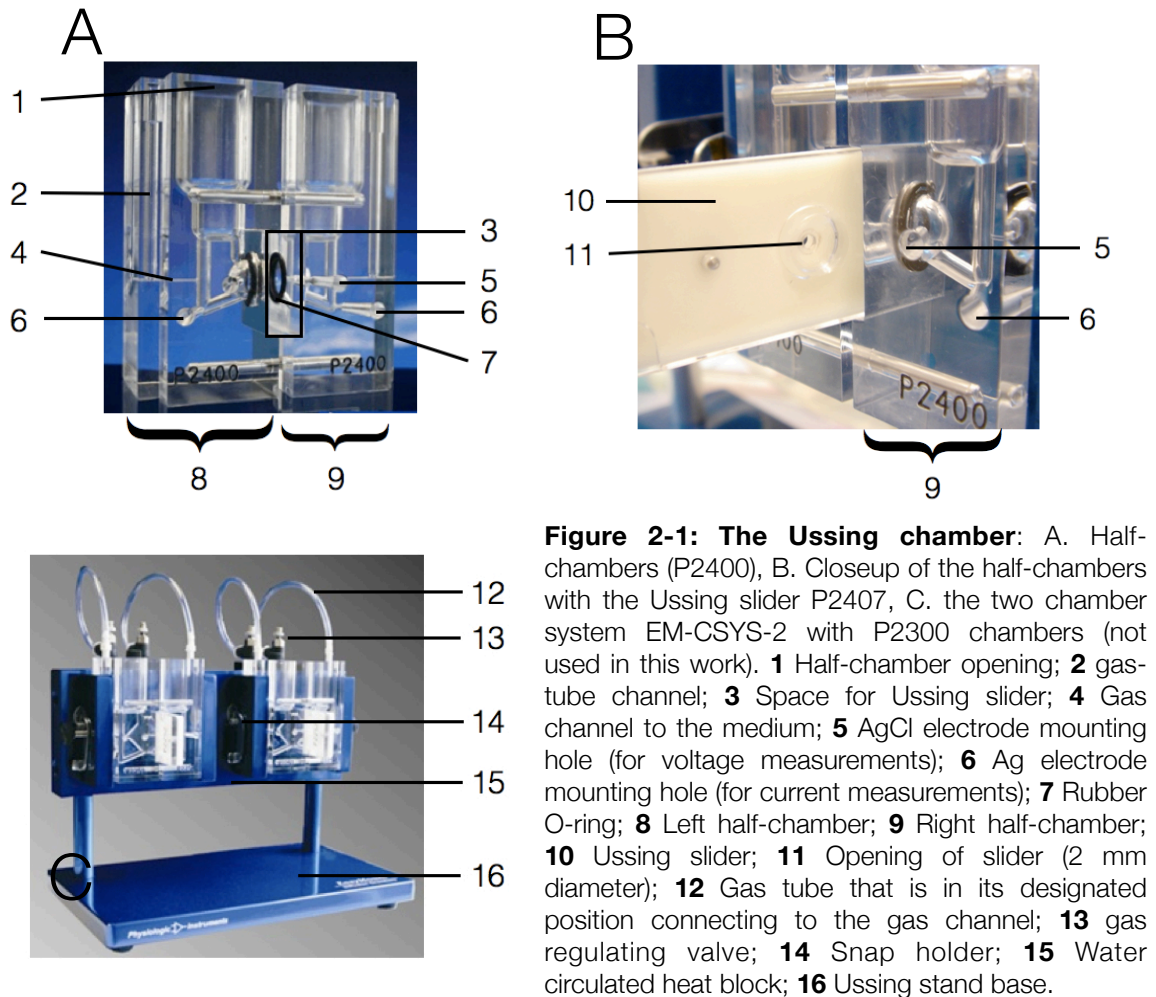 A
B
1
2
4
6
3
5
6
7
P2400
P2400
8
9
10
11
5
6
P2400
9
12
13
14
15
16
C
Physiologic Instruments
Figure 2-1: The Ussing chamber: A. Half-
chambers (P2400), B. Closeup of the half-chambers
with the Ussing slider P2407, C. the two chamber
system EM-CSYS-2 with P2300 chambers (not
used in this work). 1 Half-chamber opening; 2 gas-
tube channel; 3 Space for Ussing slider; 4 Gas
channel to the medium; 5 AgCl electrode mounting
hole (for voltage measurements); 6 Ag electrode
mounting hole (for current measurements); 7 Rubber
O-ring; 8 Left half-chamber; 9 Right half-chamber;
10 Ussing slider; 11 Opening of slider (2 mm
diameter); 12 Gas tube that is in its designated
position connecting to the gas channel; 13 gas
regulating valve; 14 Snap holder; 15 Water
circulated heat block; 16 Ussing stand base.